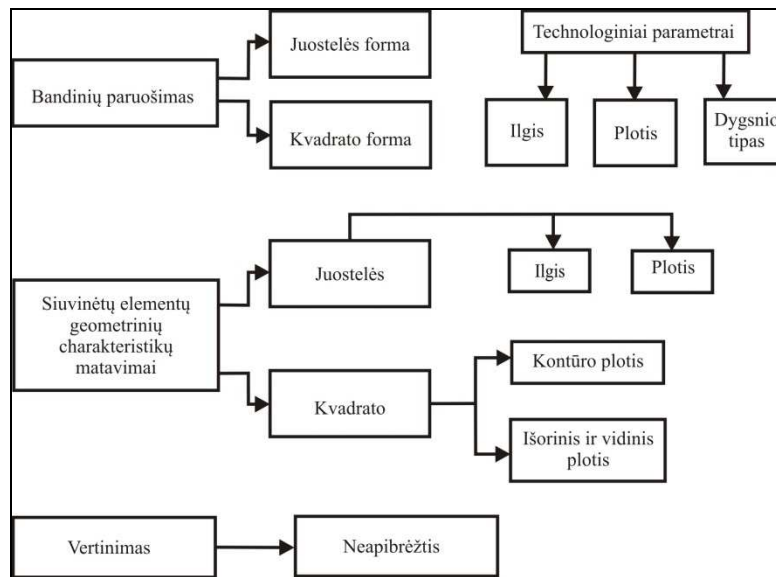 Bandinių paruošimas
Juostelės forma
Kvadrato forma
Technologiniai parametrai
Ilgis
Plotis
Dygsnio
tipas
Siuvinėtų elementų
geometrinių
charakteristikų
matavimai
Juostelės
Ilgis
Plotis
Kvadrato
Kontūro plotis
Išorinis ir vidinis
plotis
Vertinimas
Neapibrėžtis